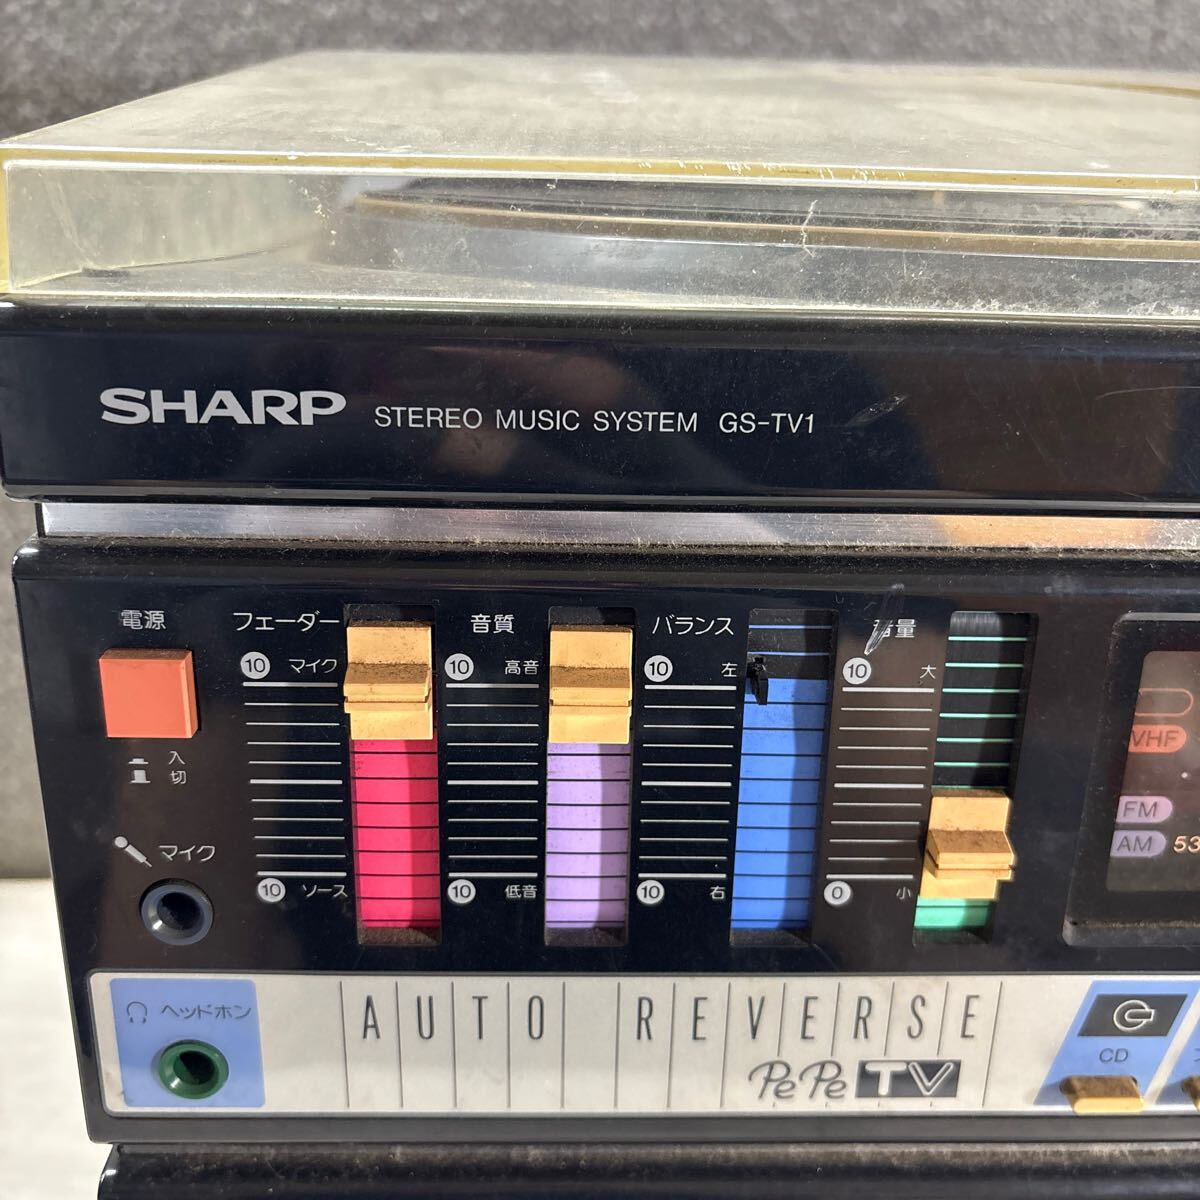 SHARP STEREO MUSIC SYSTEM GS-TV1
電源
入
切
マイク
フェーダー
10 マイク
10 ソース
音質
10 高音
10 低音
バランス
10 左
10 右
音量
10 大
0 小
VHF
FM
AM 53
ヘッドホン
AUTO REVERSE
PePe TV
CD